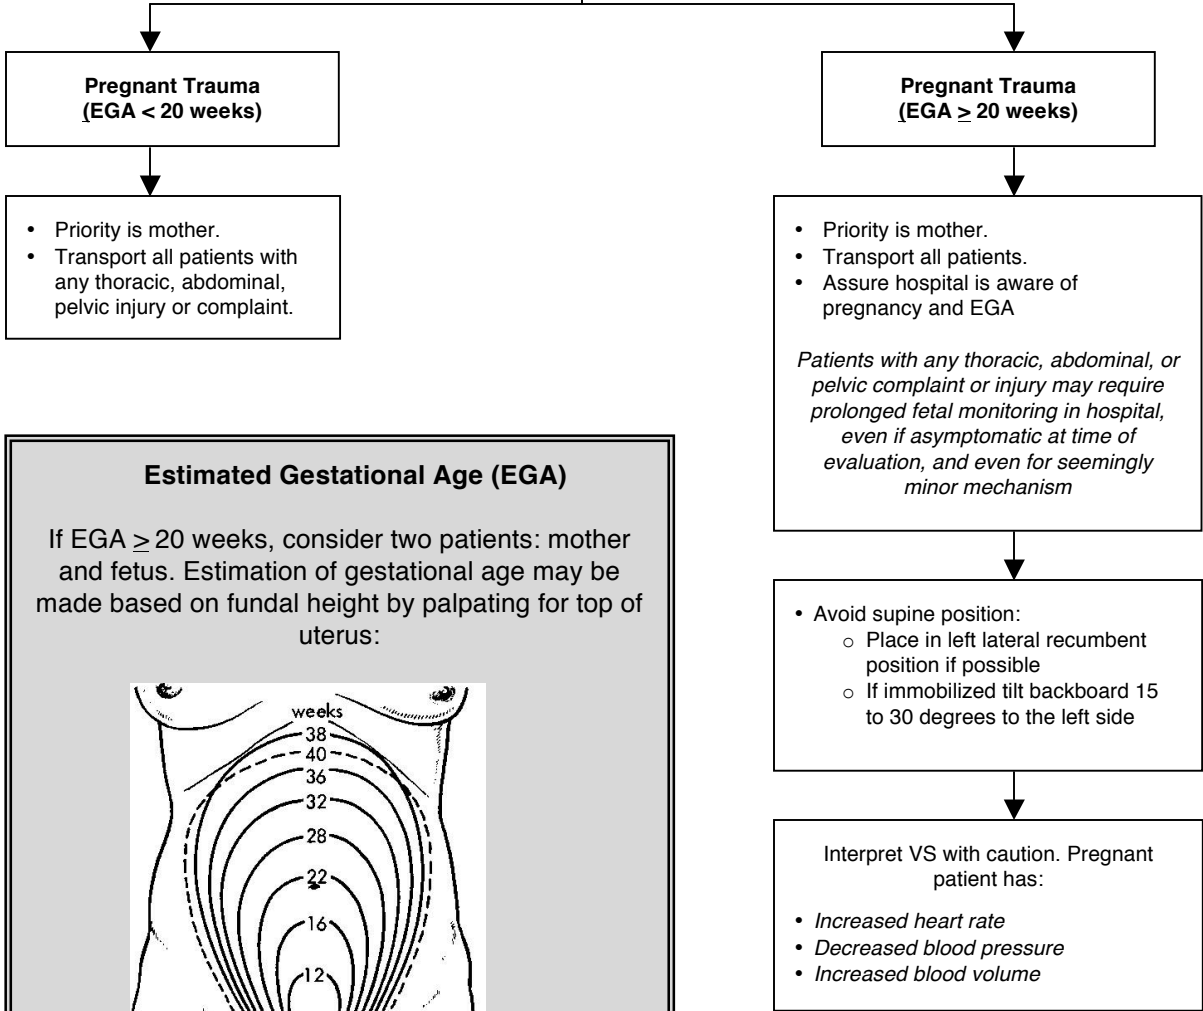 Pregnant Trauma
(EGA < 20 weeks)
Pregnant Trauma
(EGA ≥ 20 weeks)
• Priority is mother.
• Transport all patients with
any thoracic, abdominal,
pelvic injury or complaint.
• Priority is mother.
• Transport all patients.
• Assure hospital is aware of
pregnancy and EGA
Patients with any thoracic, abdominal, or
pelvic complaint or injury may require
prolonged fetal monitoring in hospital,
even if asymptomatic at time of
evaluation, and even for seemingly
minor mechanism
Estimated Gestational Age (EGA)
If EGA ≥ 20 weeks, consider two patients: mother
and fetus. Estimation of gestational age may be
made based on fundal height by palpating for top of
uterus:
weeks
38
40
36
32
28
22
16
12
• Avoid supine position:
o Place in left lateral recumbent
position if possible
o If immobilized tilt backboard 15
to 30 degrees to the left side
Interpret VS with caution. Pregnant
patient has:
• Increased heart rate
• Decreased blood pressure
• Increased blood volume